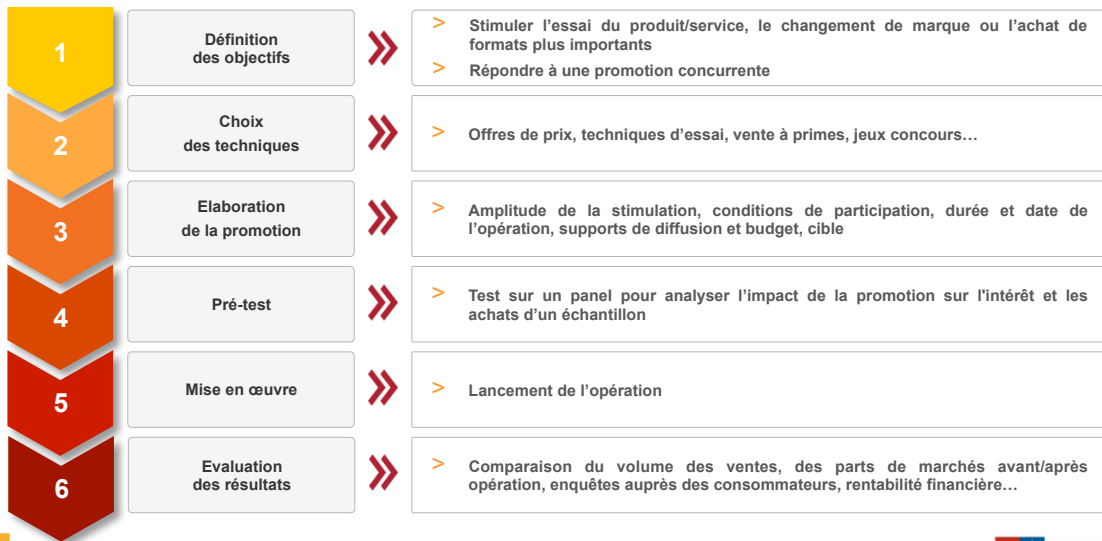 1
Définition
des objectifs
> Stimuler l’essai du produit/service, le changement de marque ou l’achat de
formats plus importants
> Répondre à une promotion concurrente
2
Choix
des techniques
> Offres de prix, techniques d’essai, vente à primes, jeux concours…
3
Elaboration
de la promotion
> Amplitude de la stimulation, conditions de participation, durée et date de
l’opération, supports de diffusion et budget, cible
4
Pré-test
> Test sur un panel pour analyser l’impact de la promotion sur l'intérêt et les
achats d’un échantillon
5
Mise en œuvre
> Lancement de l’opération
6
Evaluation
des résultats
> Comparaison du volume des ventes, des parts de marchés avant/après
opération, enquêtes auprès des consommateurs, rentabilité financière…